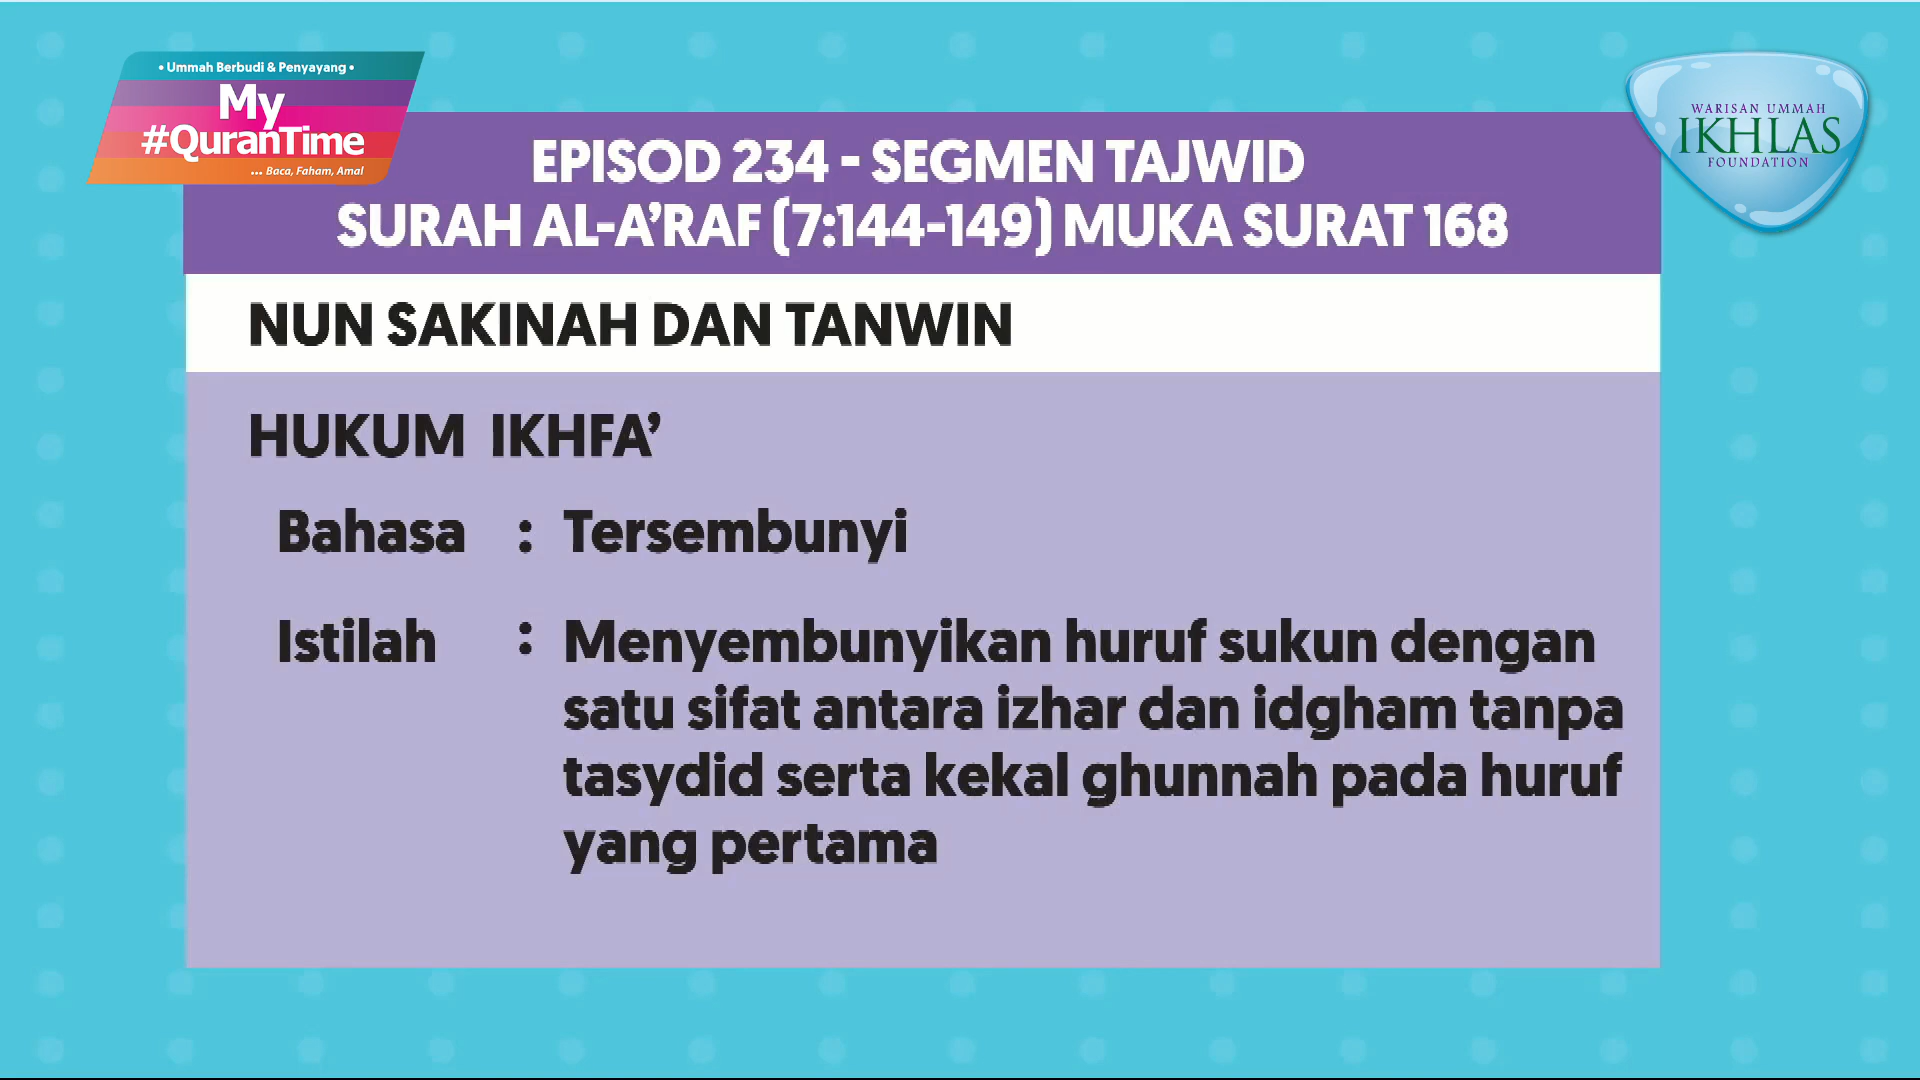 • Ummah Berbudi & Penyayang •
My
#QuranTime
... Baca, Faham, Amal
WARISAN UMMAH
IKHLAS
FOUNDATION
EPISOD 234 - SEGMEN TAJWID
SURAH AL-A’RAF (7:144-149) MUKA SURAT 168
NUN SAKINAH DAN TANWIN
HUKUM IKHFA’
Bahasa : Tersembunyi
Istilah : Menyembunyikan huruf sukun dengan
satu sifat antara izhar dan idgham tanpa
tasydid serta kekal ghunnah pada huruf
yang pertama